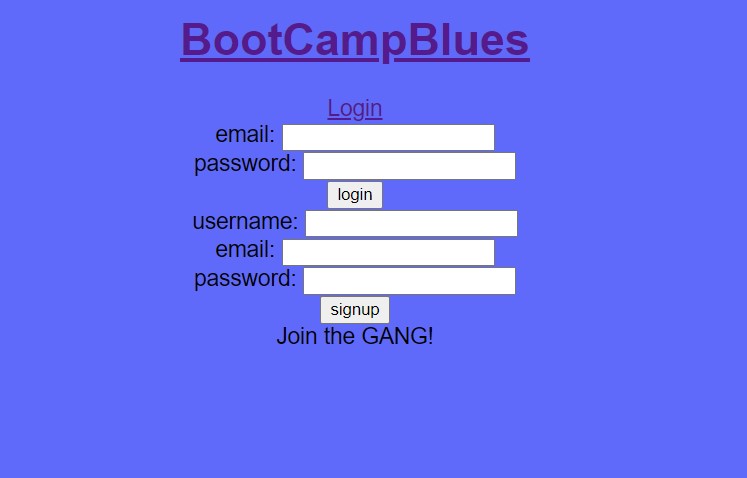 BootCampBlues
Login
email:
password:
login
username:
email:
password:
signup
Join the GANG!